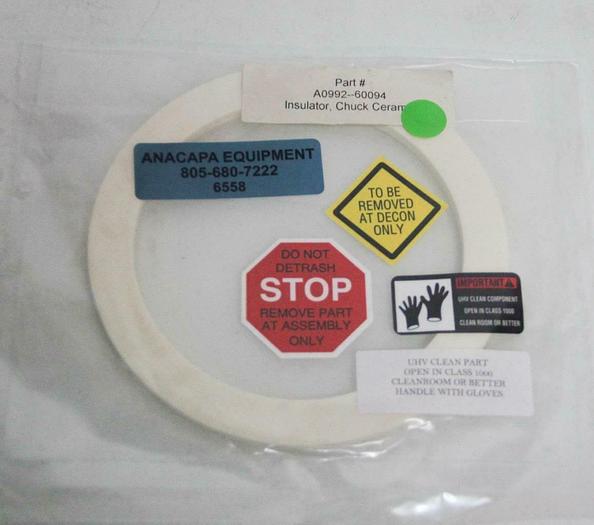 Part #
A0992--60094
Insulator, Chuck Ceram
ANACAPA EQUIPMENT
805-680-7222
6558
TO BE
REMOVED
AT DECON
ONLY
DO NOT
DETRASH
STOP
REMOVE PART
AT ASSEMBLY
ONLY
IMPORTANT
UHV CLEAN COMPONENT
OPEN IN CLASS 1000
CLEAN ROOM OR BETTER
UHV CLEAN PART
OPEN IN CLASS 1000
CLEANROOM OR BETTER
HANDLE WITH GLOVES